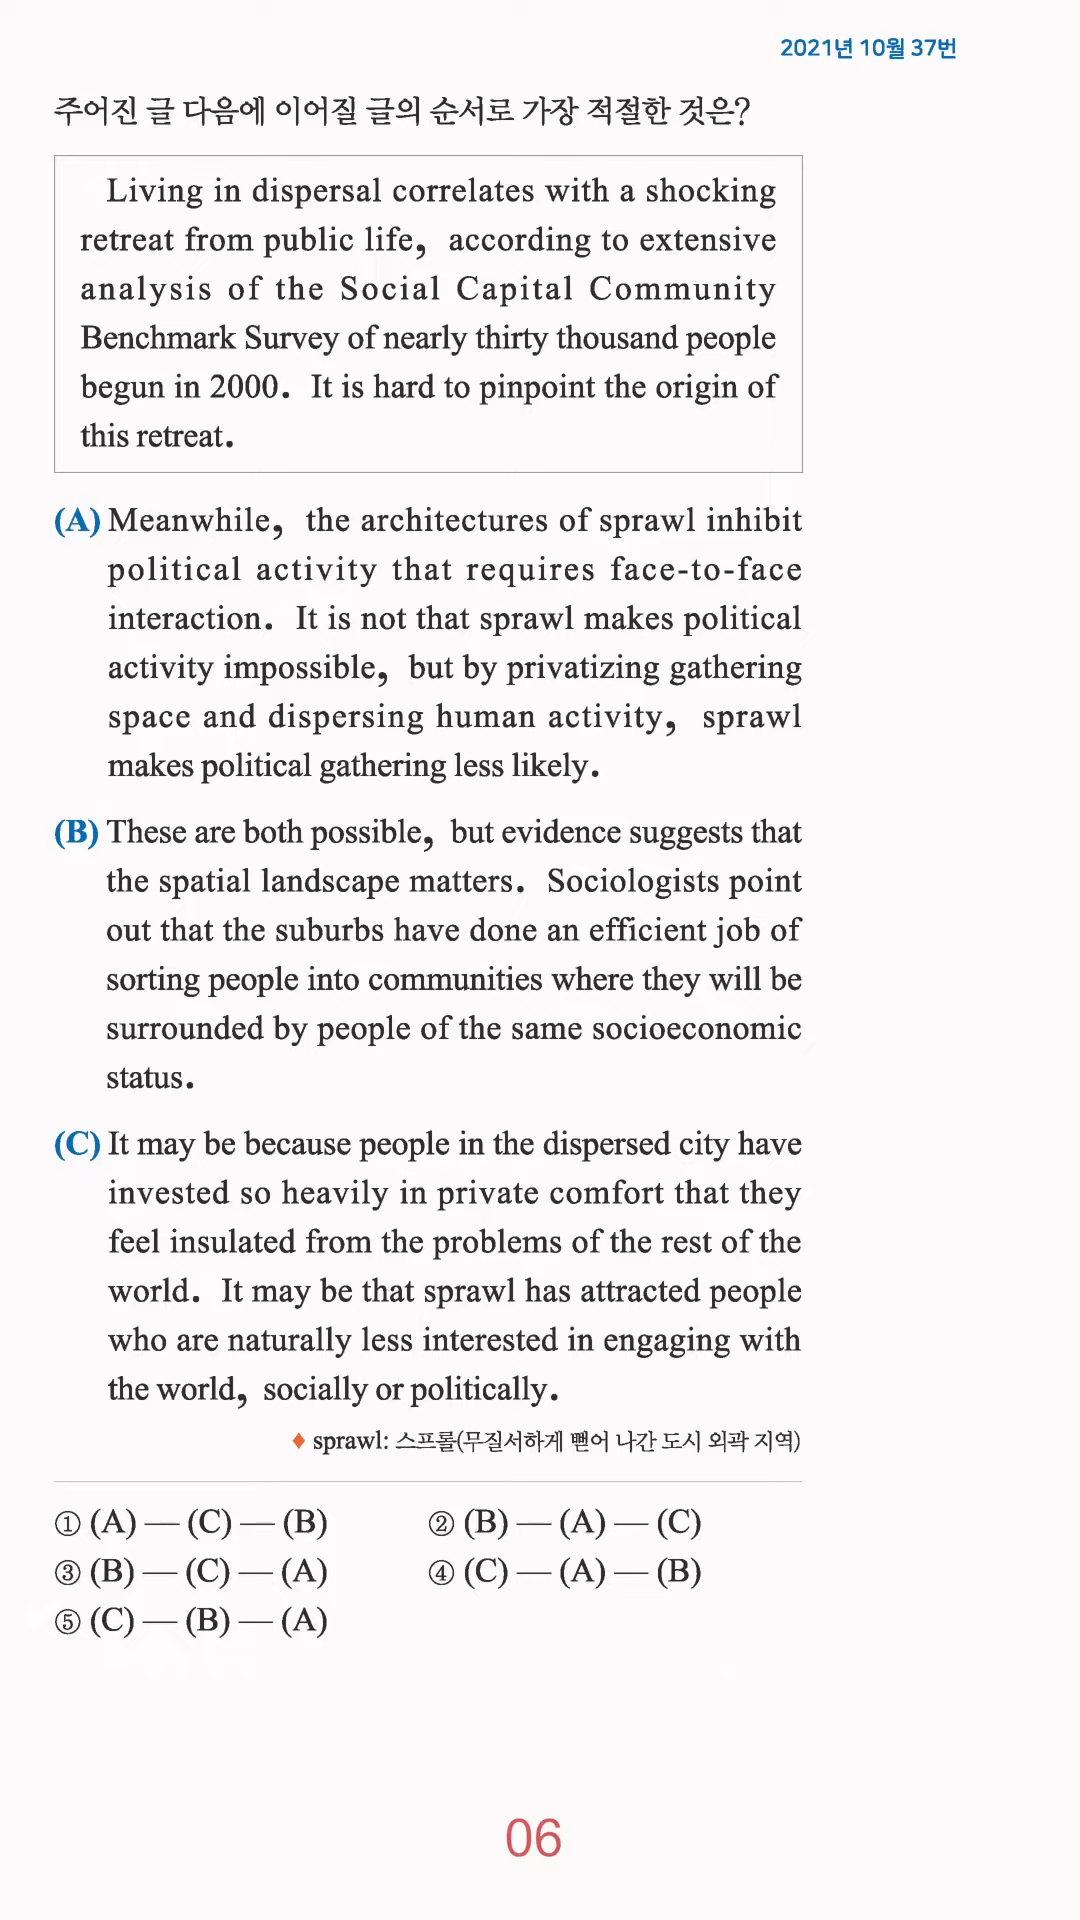 2021년 10월 37번
주어진 글 다음에 이어질 글의 순서로 가장 적절한 것은?
Living in dispersal correlates with a shocking
retreat from public life, according to extensive
analysis of the Social Capital Community
Benchmark Survey of nearly thirty thousand people
begun in 2000. It is hard to pinpoint the origin of
this retreat.
(A) Meanwhile, the architectures of sprawl inhibit
political activity that requires face-to-face
interaction. It is not that sprawl makes political
activity impossible, but by privatizing gathering
space and dispersing human activity, sprawl
makes political gathering less likely.
(B) These are both possible, but evidence suggests that
the spatial landscape matters. Sociologists point
out that the suburbs have done an efficient job of
sorting people into communities where they will be
surrounded by people of the same socioeconomic
status.
(C) It may be because people in the dispersed city have
invested so heavily in private comfort that they
feel insulated from the problems of the rest of the
world. It may be that sprawl has attracted people
who are naturally less interested in engaging with
the world, socially or politically.
♦ sprawl: 스프롤(무질서하게 뻗어 나간 도시 외곽 지역)
① (A) — (C) — (B) ② (B) — (A) — (C)
③ (B) — (C) — (A) ④ (C) — (A) — (B)
⑤ (C) — (B) — (A)
06